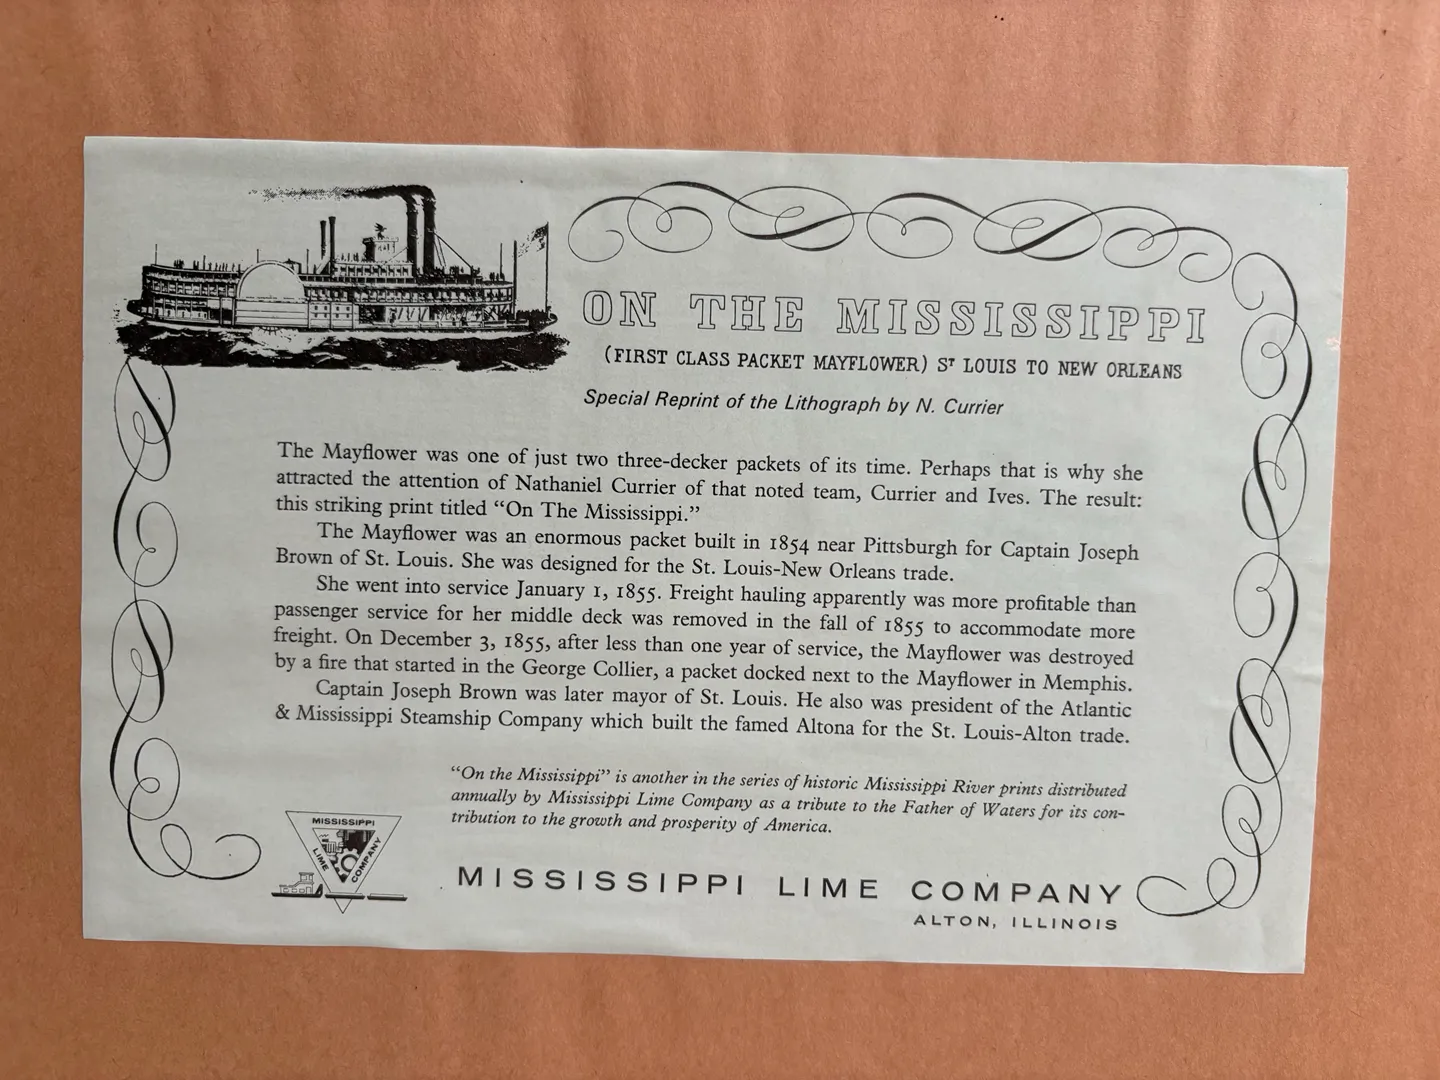 ON THE MISSISSIPPI
(FIRST CLASS PACKET MAYFLOWER) Sᵀ LOUIS TO NEW ORLEANS
Special Reprint of the Lithograph by N. Currier
The Mayflower was one of just two three-decker packets of its time. Perhaps that is why she
attracted the attention of Nathaniel Currier of that noted team, Currier and Ives. The result:
this striking print titled “On The Mississippi.”
The Mayflower was an enormous packet built in 1854 near Pittsburgh for Captain Joseph
Brown of St. Louis. She was designed for the St. Louis-New Orleans trade.
She went into service January 1, 1855. Freight hauling apparently was more profitable than
passenger service for her middle deck was removed in the fall of 1855 to accommodate more
freight. On December 3, 1855, after less than one year of service, the Mayflower was destroyed
by a fire that started in the George Collier, a packet docked next to the Mayflower in Memphis.
Captain Joseph Brown was later mayor of St. Louis. He also was president of the Atlantic
& Mississippi Steamship Company which built the famed Altona for the St. Louis-Alton trade.
“On the Mississippi” is another in the series of historic Mississippi River prints distributed
annually by Mississippi Lime Company as a tribute to the Father of Waters for its con-
tribution to the growth and prosperity of America.
MISSISSIPPI
LIME
COMPANY
MISSISSIPPI LIME COMPANY
ALTON, ILLINOIS